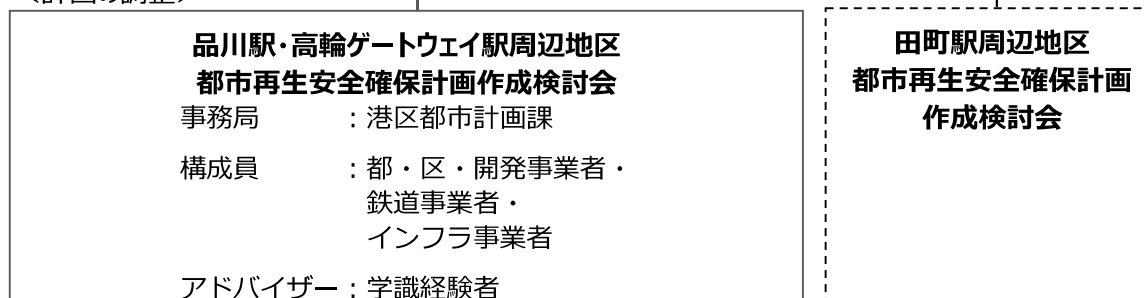 〈計画の調整〉
品川駅・高輪ゲートウェイ駅周辺地区
都市再生安全確保計画作成検討会
事務局　　　：港区都市計画課
構成員　　　：都・区・開発事業者・
鉄道事業者・
インフラ事業者
アドバイザー：学識経験者
田町駅周辺地区
都市再生安全確保計画
作成検討会